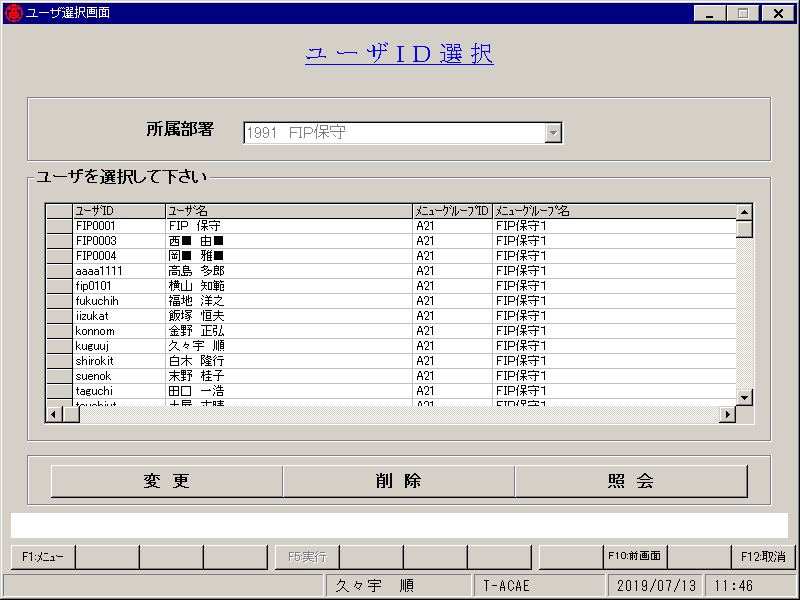 ユーザ選択画面
ユーザID選択
所属部署 1991 FIP保守
ユーザを選択して下さい
ユーザID ユーザ名 メニューグループID メニューグループ名
FIP0001 FIP 保守 A21 FIP保守1
FIP0003 西■ 由■ A21 FIP保守1
FIP0004 岡■ 雅■ A21 FIP保守1
aaaa1111 高島 多郎 A21 FIP保守1
fip0101 横山 知範 A21 FIP保守1
fukuchih 福地 洋之 A21 FIP保守1
iizukat 飯塚 恒夫 A21 FIP保守1
konnom 金野 正弘 A21 FIP保守1
kuguuj 久々宇 順 A21 FIP保守1
shirokit 白木 隆行 A21 FIP保守1
suenok 末野 桂子 A21 FIP保守1
taguchi 田口 一浩 A21 FIP保守1
A21 FIP保守1
変 更 削 除 照 会
F1:メニュー F5:実行 F10:前画面 F12:取消
久々宇 順 T-ACAE 2019/07/13 11:46